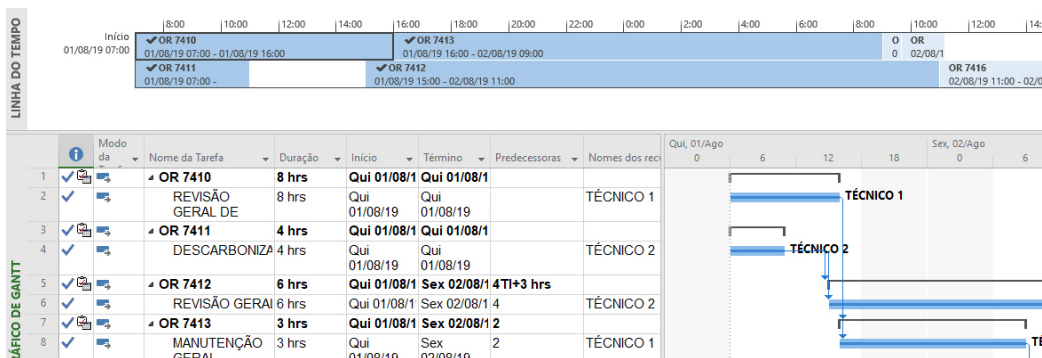 8:00 10:00 12:00 14:00 16:00 18:00 20:00 22:00 0:00 2:00 4:00 6:00 8:00 10:00 12:00 14:
Início
01/08/19 07:00
OR 7410
01/08/19 07:00 - 01/08/19 16:00
OR 7413
01/08/19 16:00 - 02/08/19 09:00
O
0
OR
02/08/1
OR 7411
01/08/19 07:00 -
OR 7412
01/08/19 15:00 - 02/08/19 11:00
OR 7416
02/08/19 11:00 - 02/0
LINHA DO TEMPO
Modo
da
Nome da Tarefa Duração Início Término Predecessoras Nomes dos recu
Qui, 01/Ago Sex, 02/Ago
0 6 12 18 0 6
1 OR 7410 8 hrs Qui 01/08/1 Qui 01/08/1
2 REVISÃO GERAL DE 8 hrs Qui 01/08/19 Qui 01/08/19 TÉCNICO 1
TÉCNICO 1
3 OR 7411 4 hrs Qui 01/08/1 Qui 01/08/1
4 DESCARBONIZA 4 hrs Qui 01/08/19 Qui 01/08/19 TÉCNICO 2
TÉCNICO 2
5 OR 7412 6 hrs Qui 01/08/1 Sex 02/08/1 4TI+3 hrs
6 REVISÃO GERAL 6 hrs Qui 01/08/1 Sex 02/08/1 4 TÉCNICO 2
7 OR 7413 3 hrs Qui 01/08/1 Sex 02/08/1 2
8 MANUTENÇÃO GERAL 3 hrs Qui 01/08/19 Sex 02/08/19 2 TÉCNICO 1
TÉ
RÁFICO DE GANTT